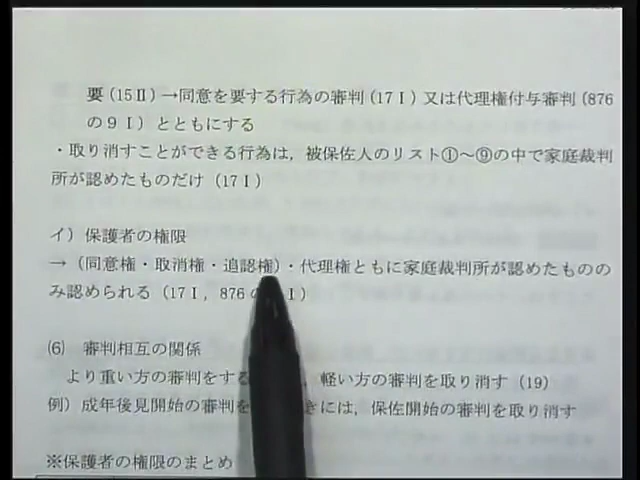 要(15Ⅱ)→同意を要する行為の審判(17Ⅰ)又は代理権付与審判(876
の9Ⅰ)とともにする
・取り消すことができる行為は，被保佐人のリスト①～⑨の中で家庭裁判
所が認めたものだけ(17Ⅰ)
イ）保護者の権限
→（同意権・取消権・追認権）・代理権ともに家庭裁判所が認めたものの
み認められる(17Ⅰ，876 Ⅰ)
⑹ 審判相互の関係
より重い方の審判をする ，軽い方の審判を取り消す(19)
例）成年後見開始の審判を きには，保佐開始の審判を取り消す
※保護者の権限のまとめ